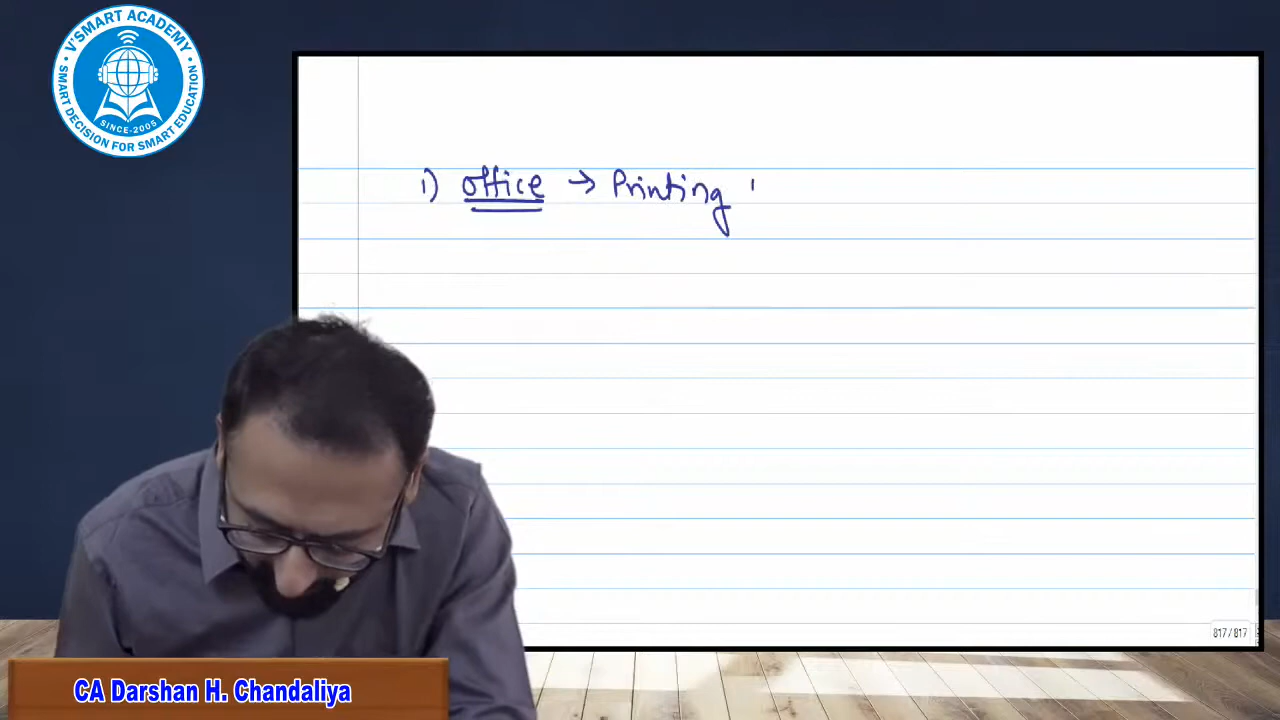 V'SMART ACADEMY
SMART DECISION FOR SMART EDUCATION
SINCE-2005
1) office → Printing
817/817
CA Darshan H. Chandaliya